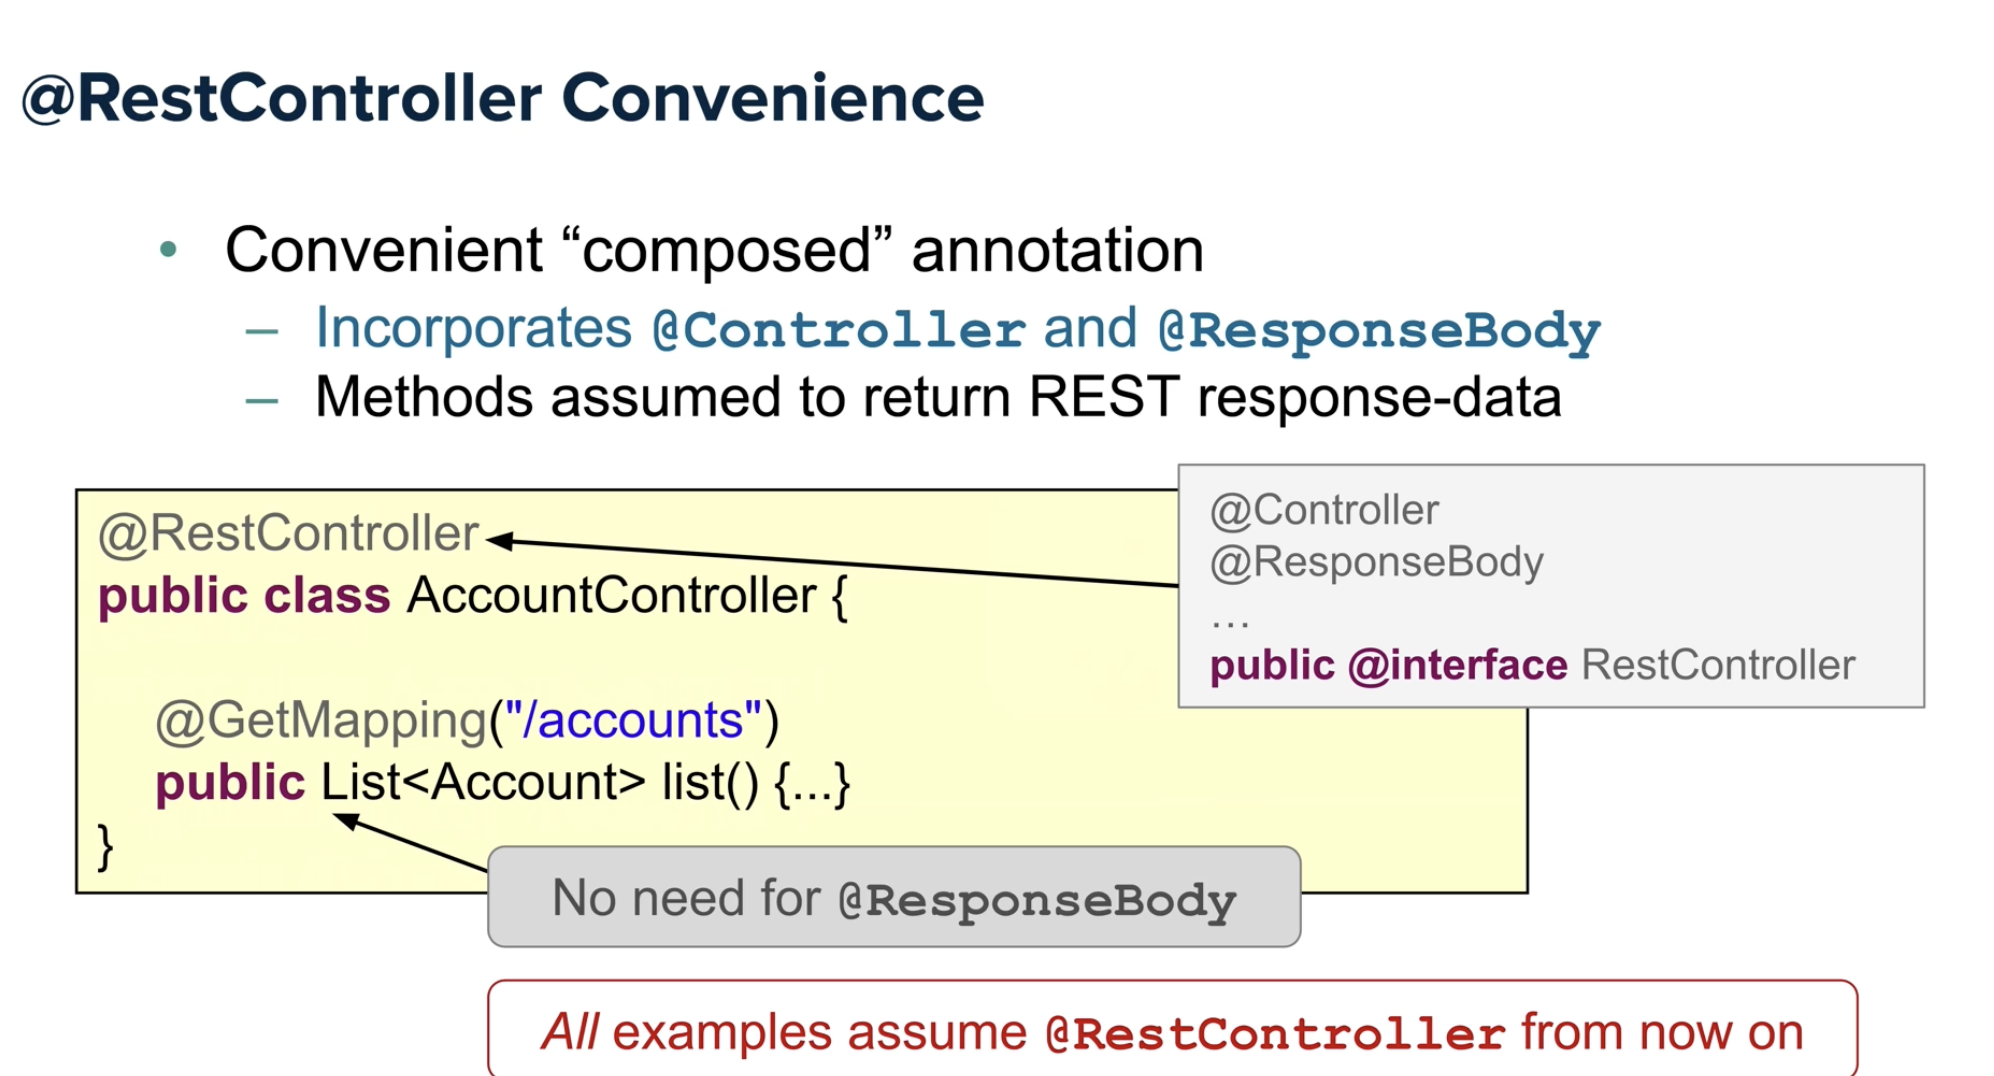 @RestController Convenience
• Convenient “composed” annotation
– Incorporates @Controller and @ResponseBody
– Methods assumed to return REST response-data
@RestController
public class AccountController {
@GetMapping("/accounts")
public List<Account> list() {...}
}
@Controller
@ResponseBody
…
public @interface RestController
No need for @ResponseBody
All examples assume @RestController from now on